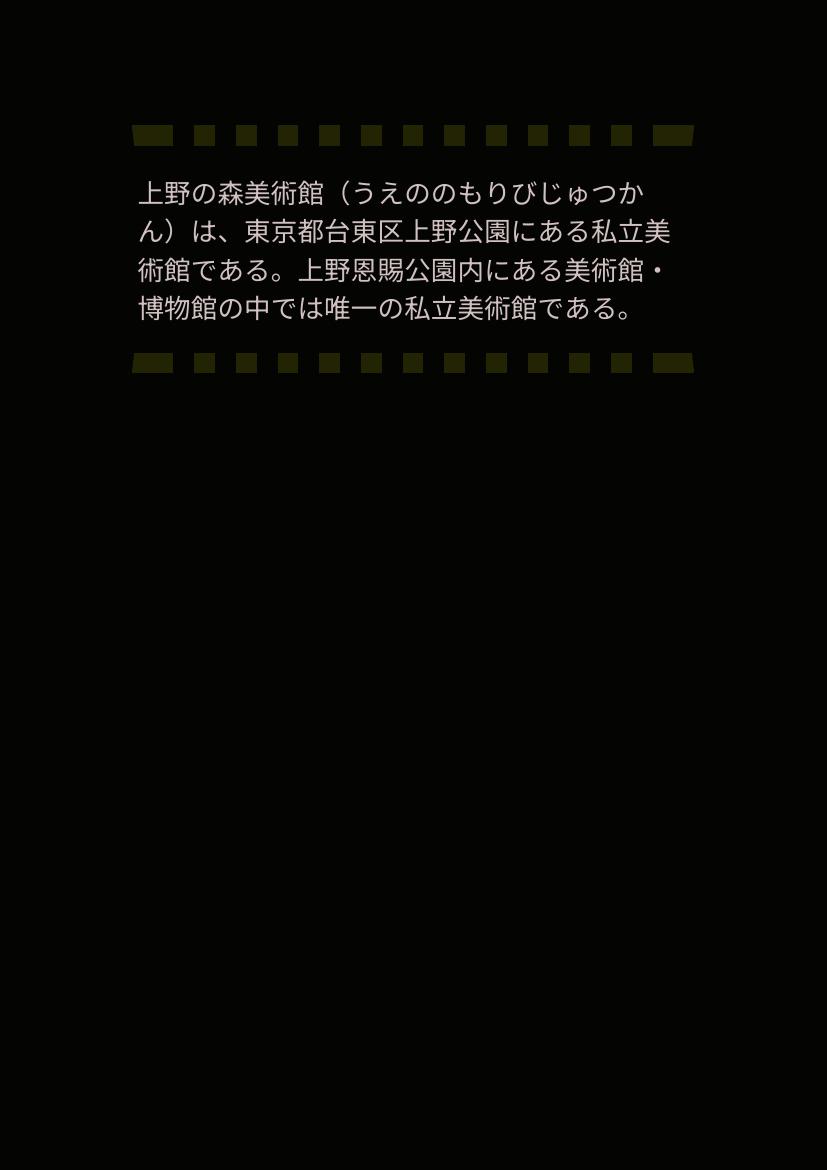 上野の森美術館（うえののもりびじゅつか
ん）は、東京都台東区上野公園にある私立美
術館である。上野恩賜公園内にある美術館・
博物館の中では唯一の私立美術館である。